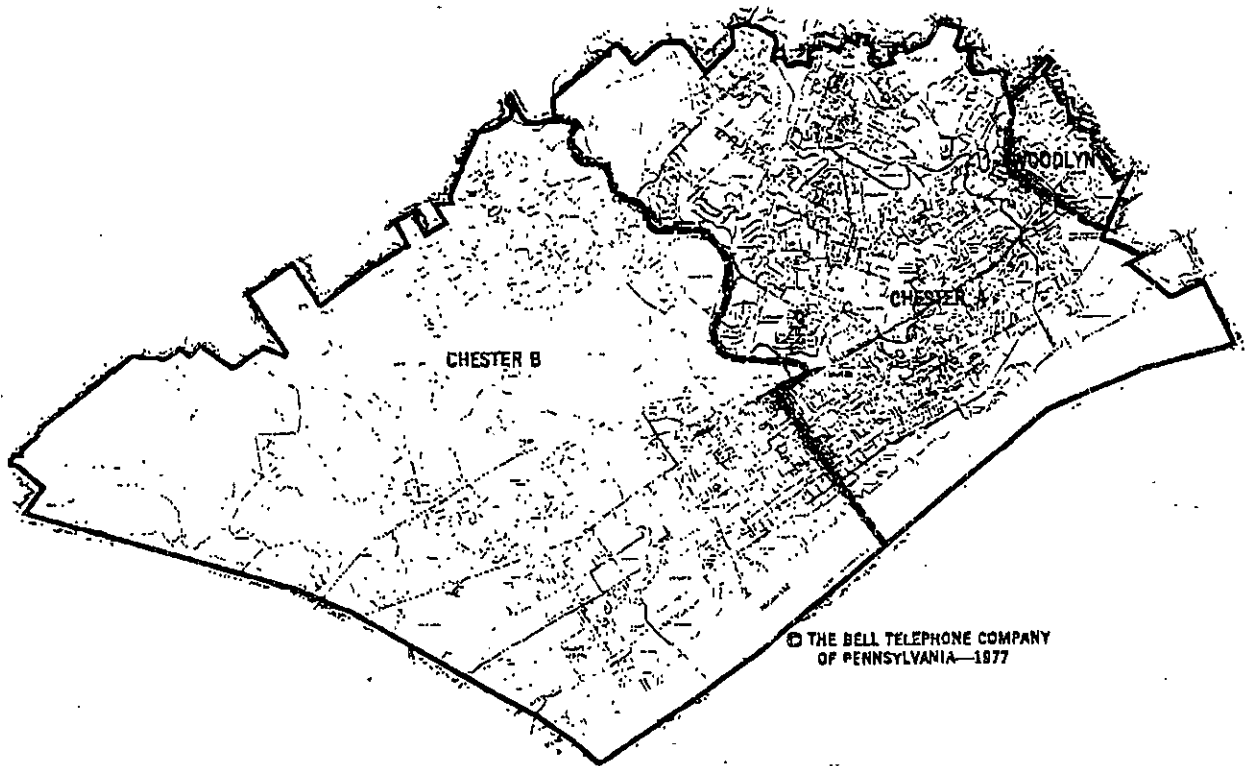 WOODLYN
CHESTER A
CHESTER B
© THE BELL TELEPHONE COMPANY
OF PENNSYLVANIA—1977